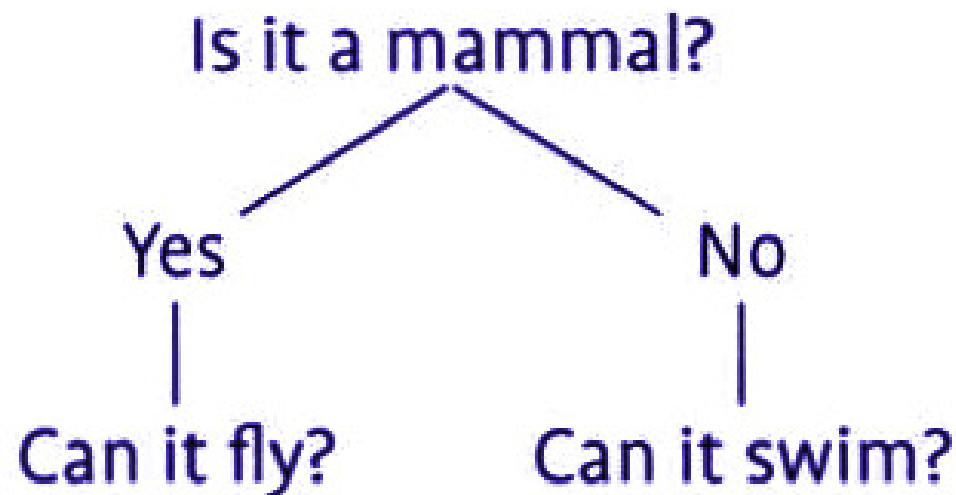 Is it a mammal?
Yes
No
Can it fly?
Can it swim?